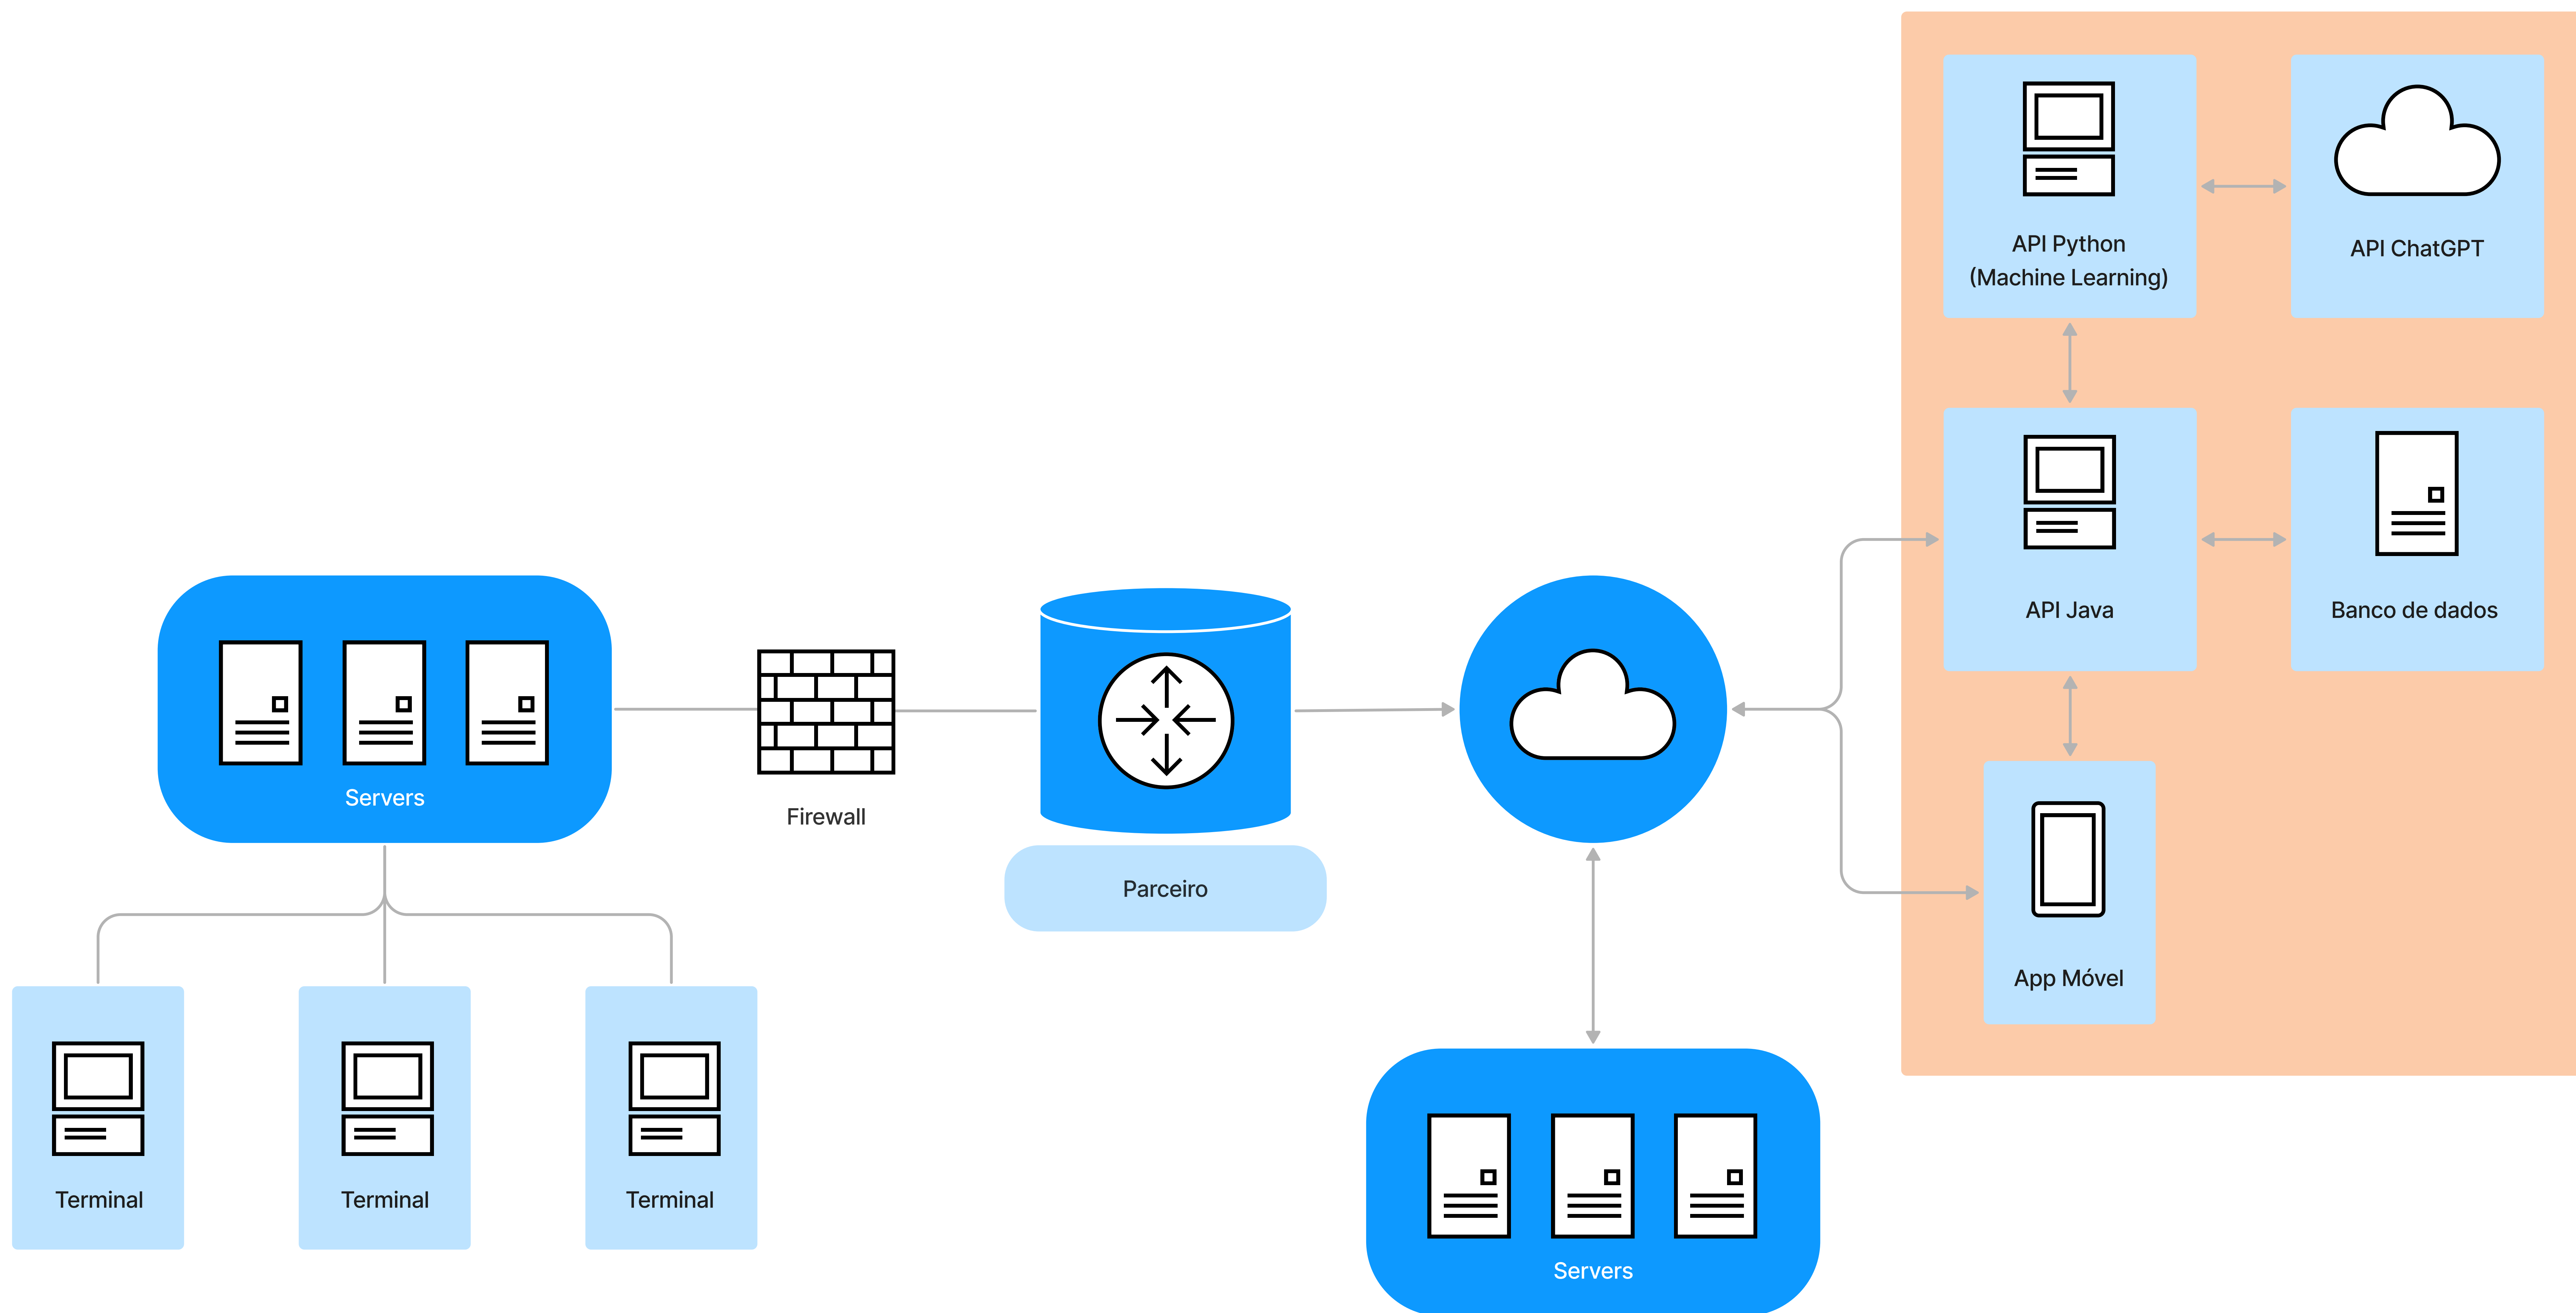 API Python
(Machine Learning)
API ChatGPT
API Java
Banco de dados
Servers
Firewall
Parceiro
App Móvel
Terminal
Terminal
Terminal
Servers